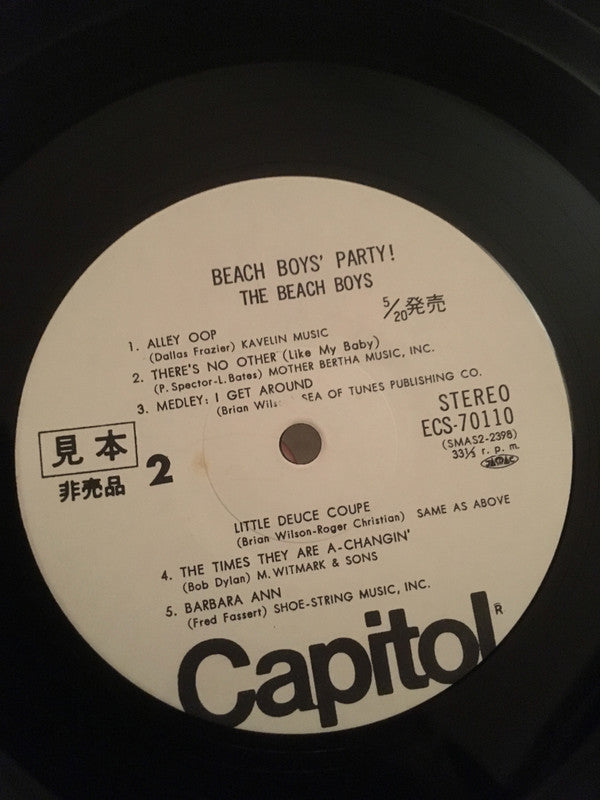 BEACH BOYS' PARTY!
THE BEACH BOYS
5/20発売
1. ALLEY OOP
(Dallas Frazier) KAVELIN MUSIC
2. THERE'S NO OTHER (Like My Baby)
(P. Spector-L. Bates) MOTHER BERTHA MUSIC, INC.
3. MEDLEY: I GET AROUND
(Brian Wils SEA OF TUNES PUBLISHING CO.
STEREO
ECS-70110
(SMAS2-2398)
33⅓ r. p. m.
JASRAC
見本
非売品
2
LITTLE DEUCE COUPE
(Brian Wilson-Roger Christian) SAME AS ABOVE
4. THE TIMES THEY ARE A-CHANGIN'
(Bob Dylan) M. WITMARK & SONS
5. BARBARA ANN
(Fred Fassert) SHOE-STRING MUSIC, INC.
Capitol®